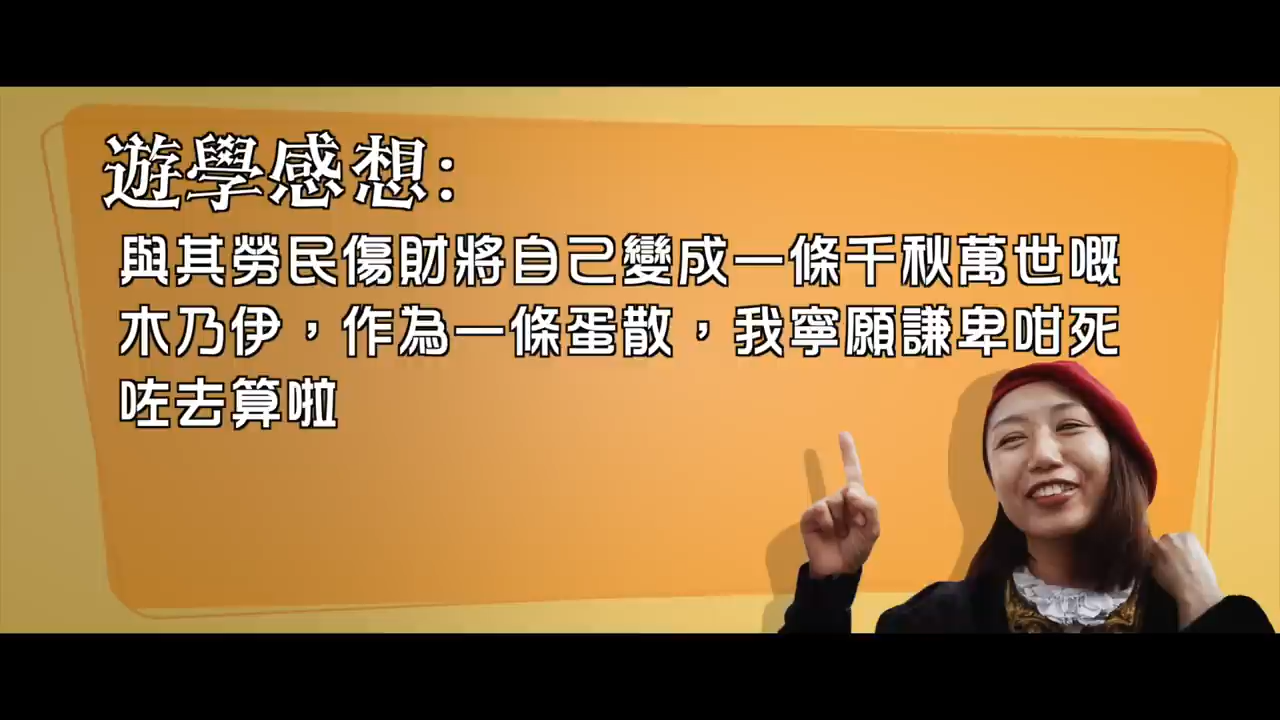 遊學感想:
與其勞民傷財將自己變成一條千秋萬世嘅
木乃伊，作為一條蛋散，我寧願謙卑咁死
咗去算啦